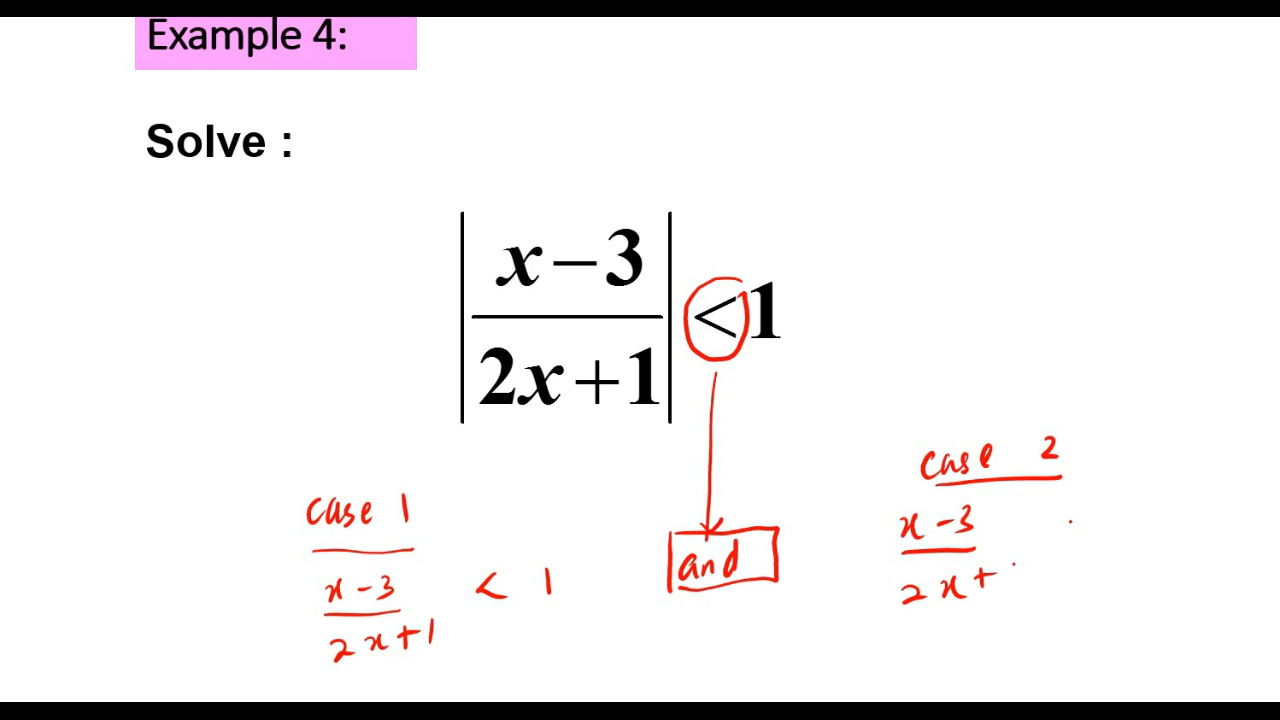 Example 4:
Solve :
|x−3 / 2x+1| < 1
case 1
x-3 / 2x+1 < 1
and
case 2
x-3 / 2x+